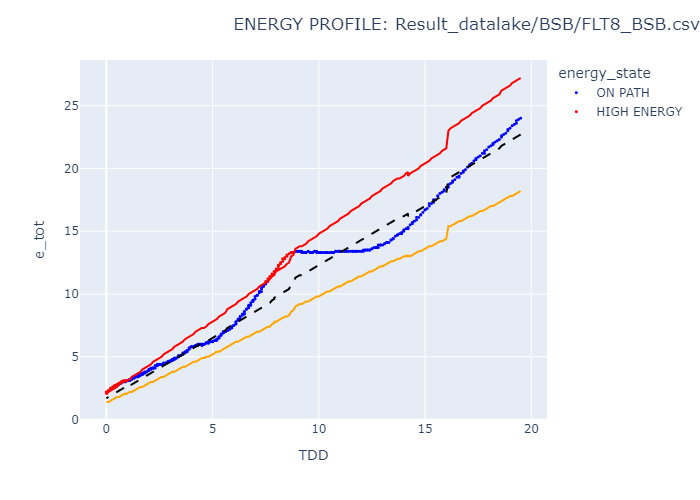 ENERGY PROFILE: Result_datalake/BSB/FLT8_BSB.csv
energy_state
ON PATH
HIGH ENERGY
e_tot
25
20
15
10
5
0
0 5 10 15 20
TDD